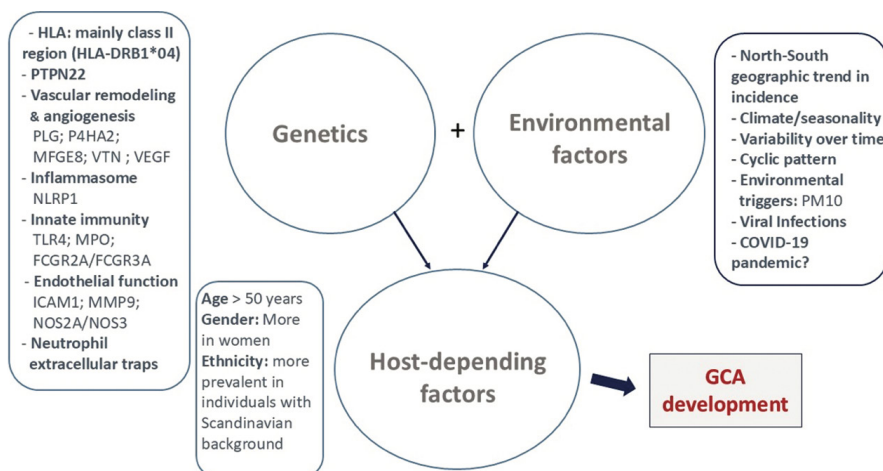 - HLA: mainly class II
region (HLA-DRB1*04)
- PTPN22
- Vascular remodeling
& angiogenesis
PLG; P4HA2;
MFGE8; VTN ; VEGF
- Inflammasome
NLRP1
- Innate immunity
TLR4; MPO;
FCGR2A/FCGR3A
- Endothelial function
ICAM1; MMP9;
NOS2A/NOS3
- Neutrophil
extracellular traps
Genetics
+
Environmental
factors
- North-South
geographic trend in
incidence
- Climate/seasonality
- Variability over time
- Cyclic pattern
- Environmental
triggers: PM10
- Viral Infections
- COVID-19
pandemic?
Age > 50 years
Gender: More
in women
Ethnicity: more
prevalent in
individuals with
Scandinavian
background
Host-depending
factors
GCA
development